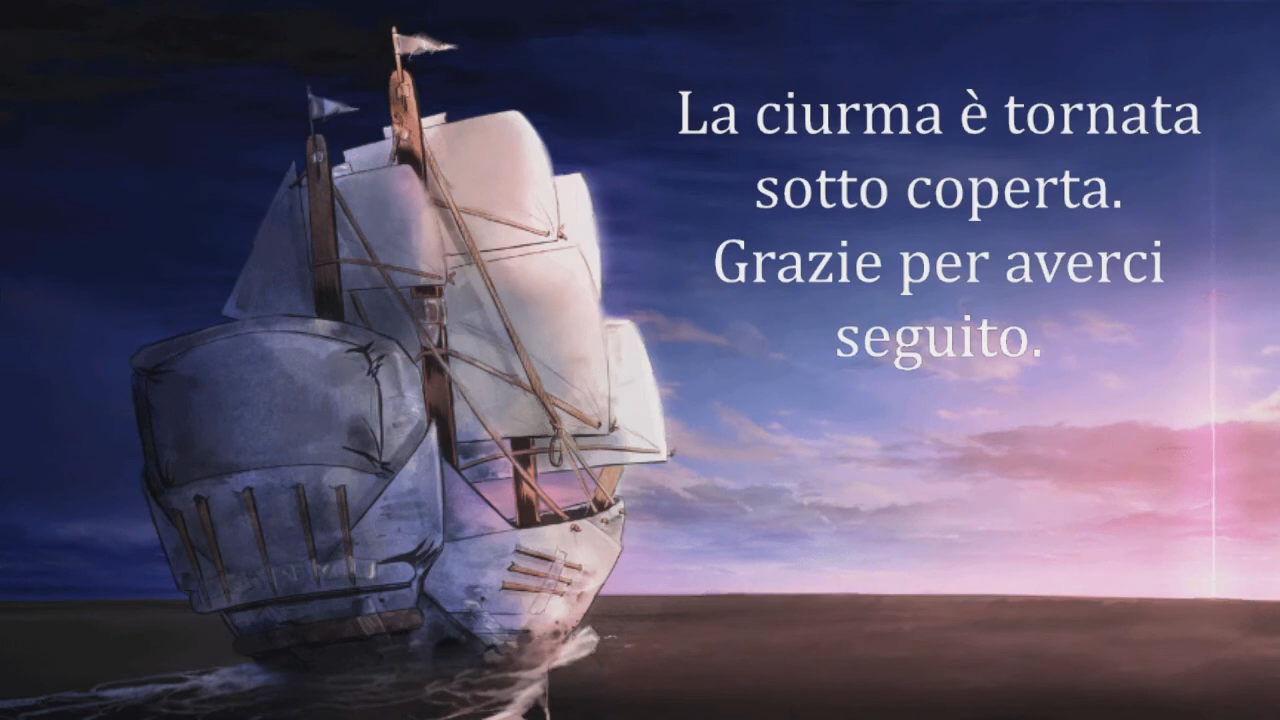 La ciurma è tornata
sotto coperta.
Grazie per averci
seguito.